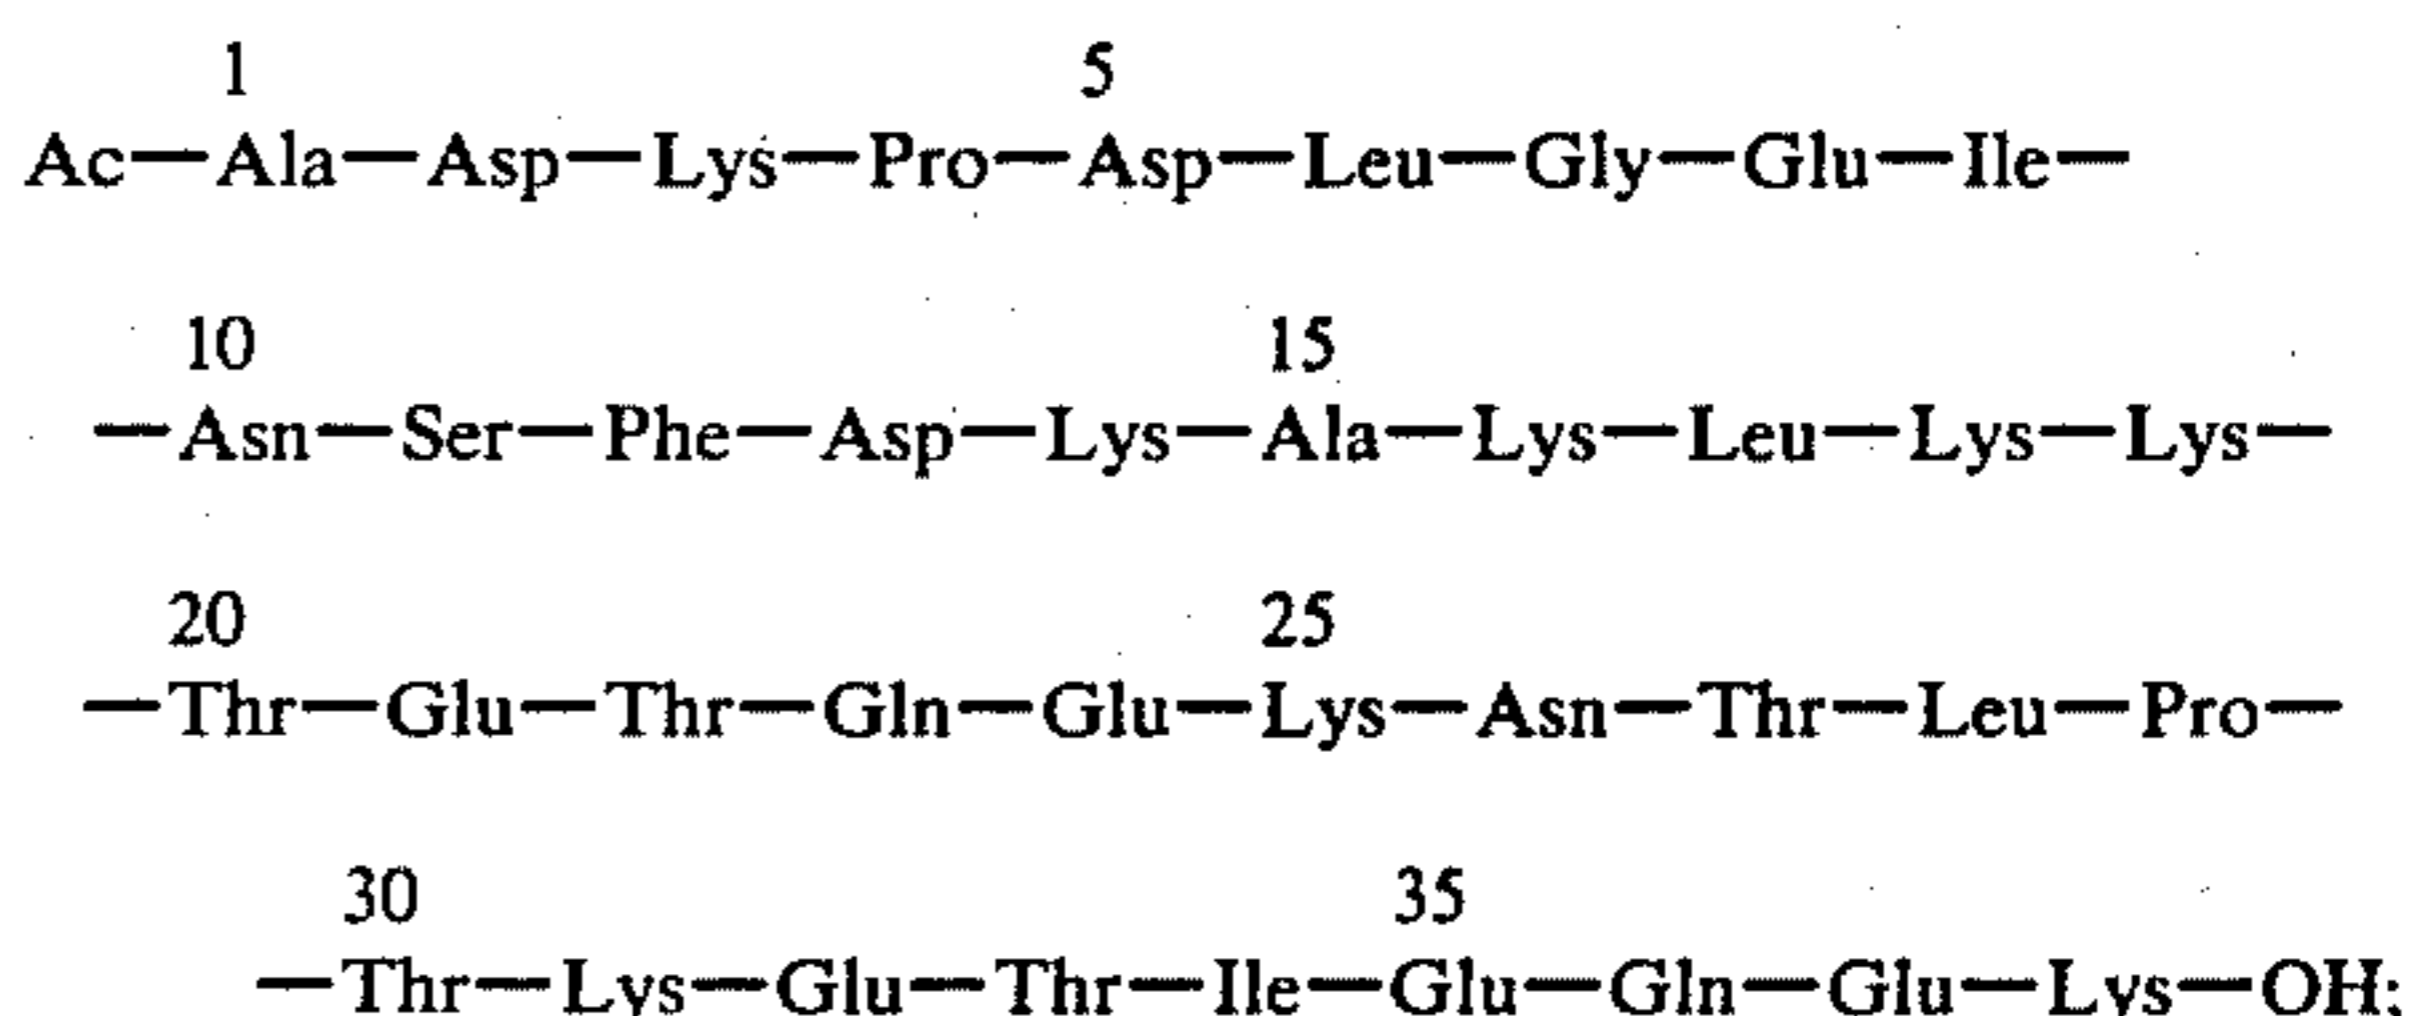 1 5
Ac—Ala—Asp—Lys—Pro—Asp—Leu—Gly—Glu—Ile—
10 15
—Asn—Ser—Phe—Asp—Lys—Ala—Lys—Leu—Lys—Lys—
20 25
—Thr—Glu—Thr—Gln—Glu—Lys—Asn—Thr—Leu—Pro—
30 35
—Thr—Lys—Glu—Thr—Ile—Glu—Gln—Glu—Lys—OH;